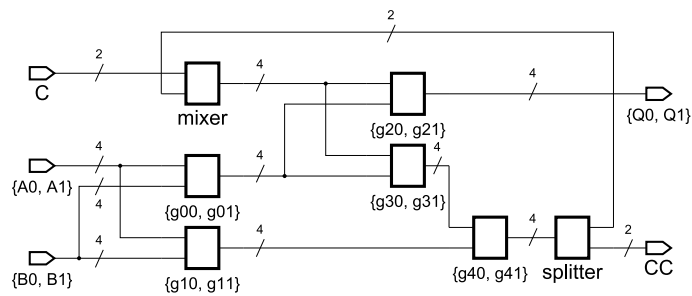 2
2
4
4
C
mixer
{g20, g21}
{Q0, Q1}
4
4
4
{A0, A1}
4
{g00, g01}
{g30, g31}
4
4
4
2
{B0, B1}
{g10, g11}
{g40, g41}
splitter
CC